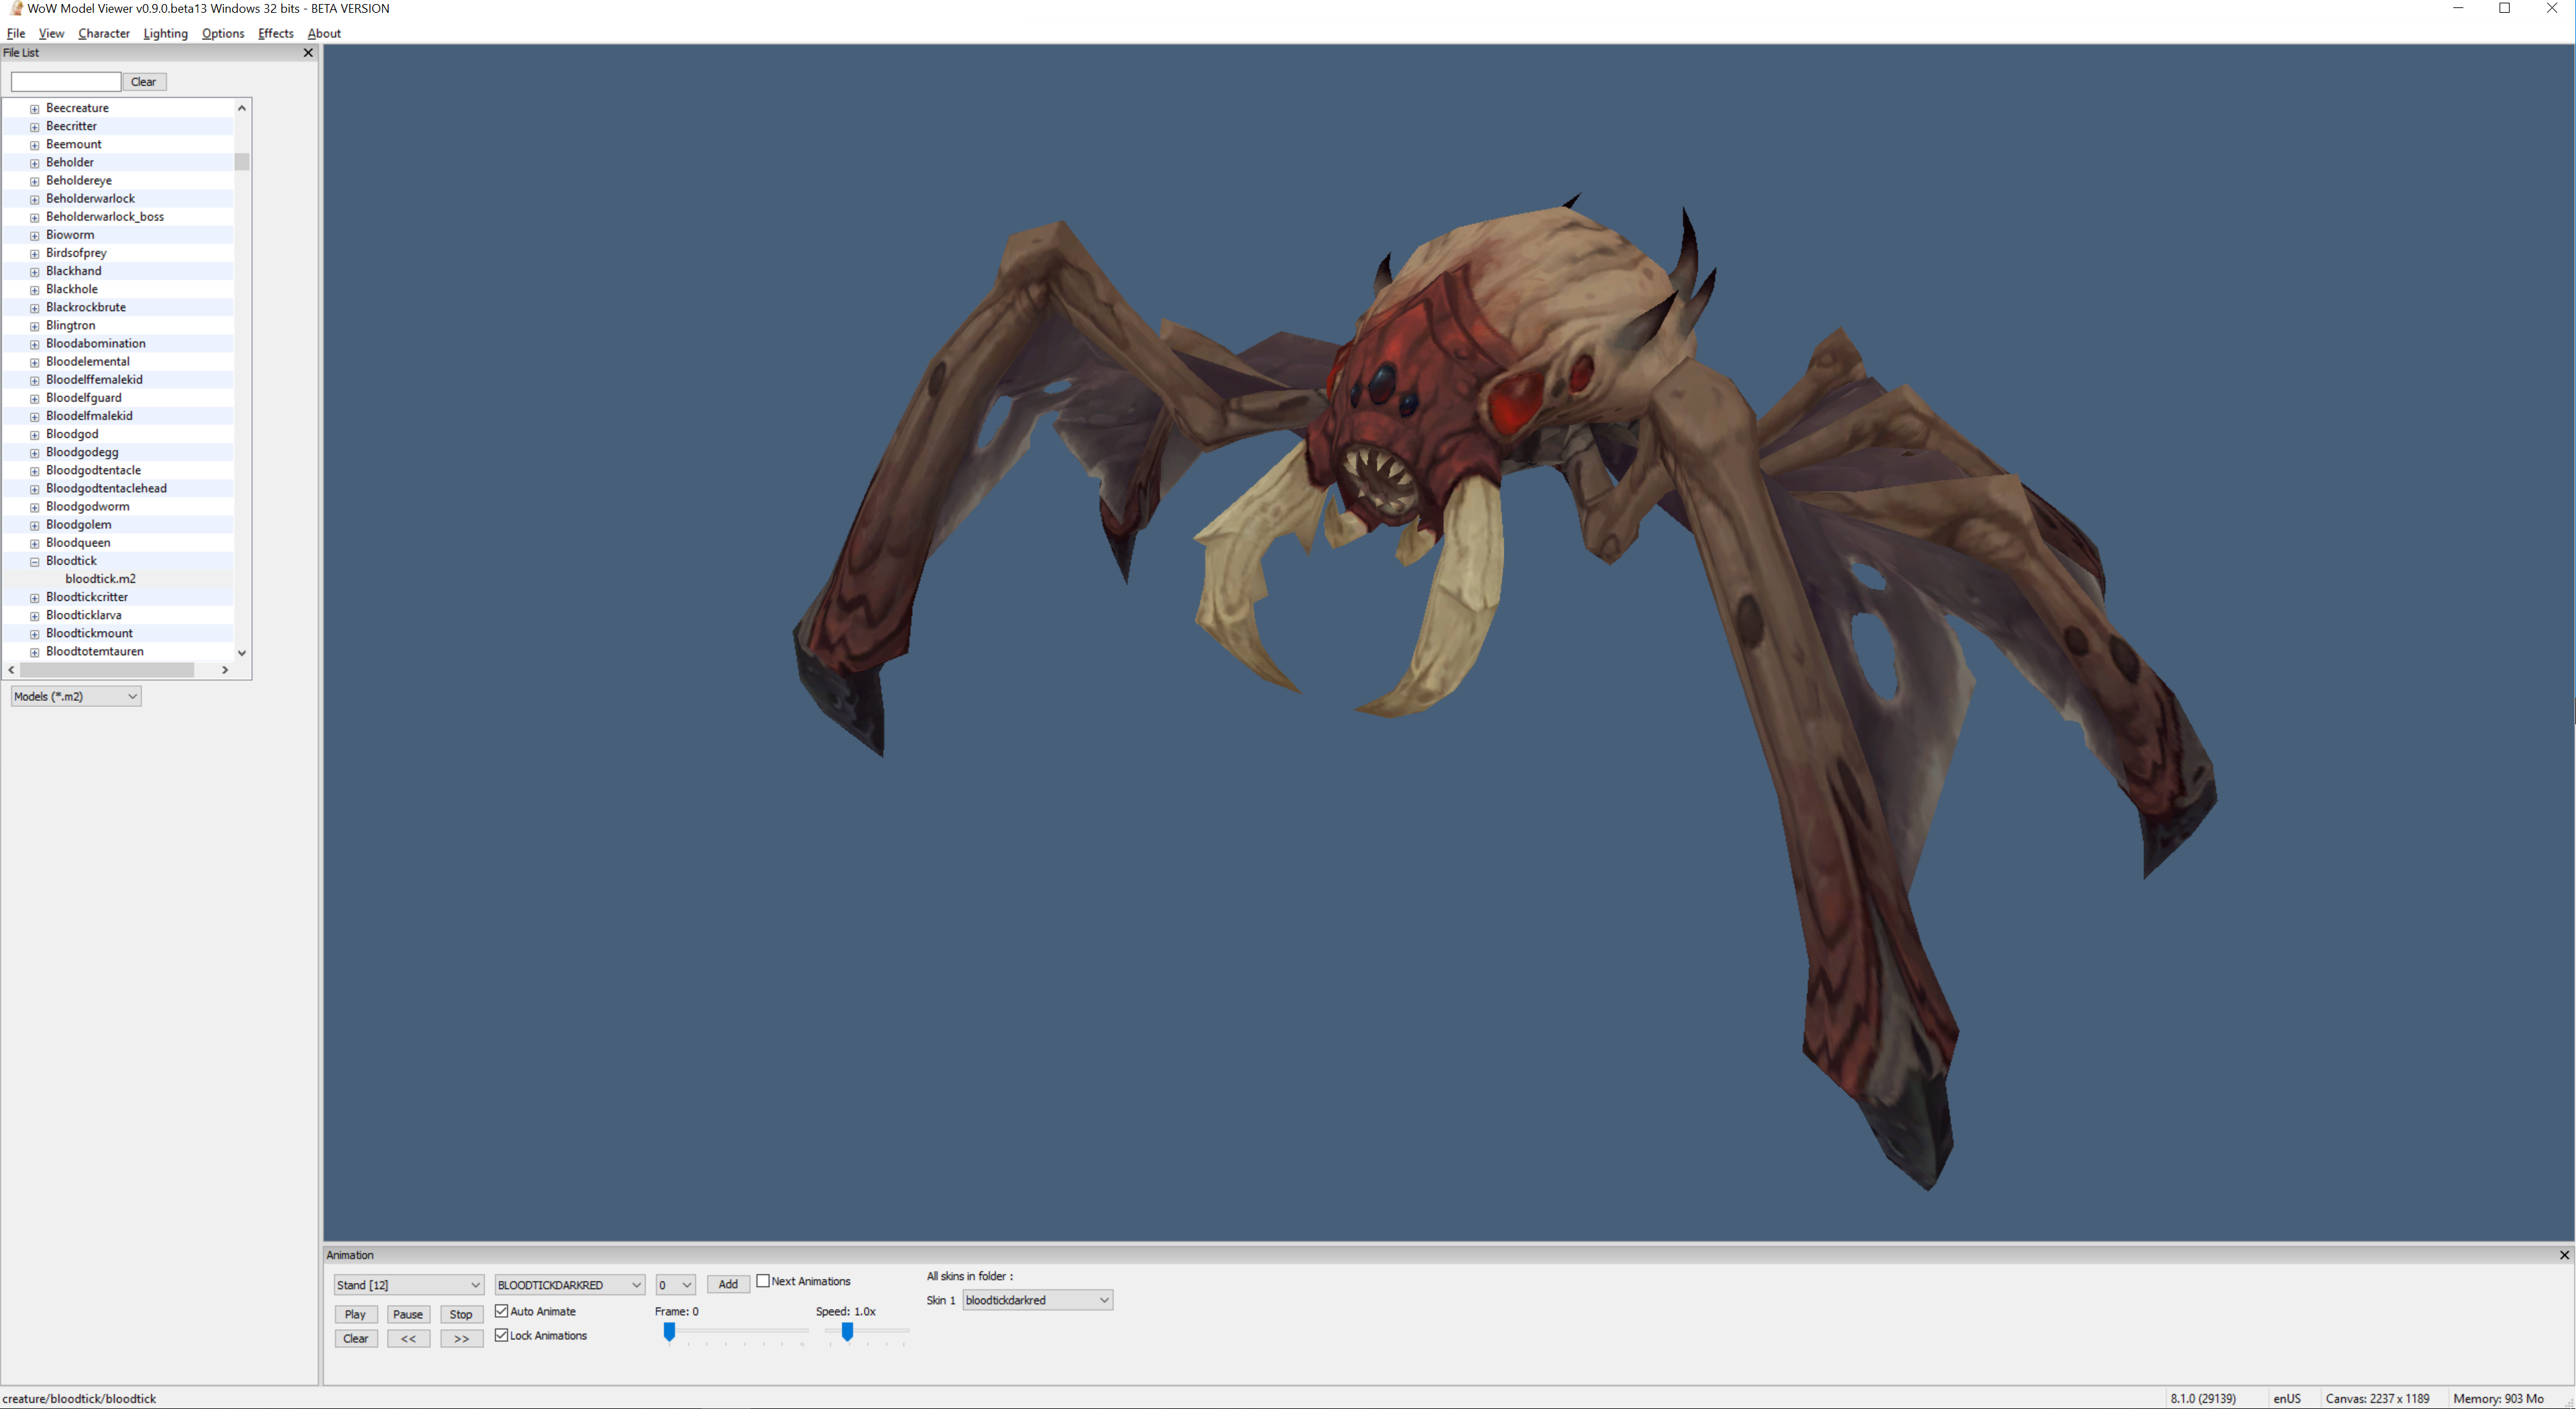 WoW Model Viewer v0.9.0.beta13 Windows 32 bits - BETA VERSION
File View Character Lighting Options Effects About
File List
Clear
Beecreature
Beecritter
Beemount
Beholder
Beholdereye
Beholderwarlock
Beholderwarlock_boss
Bioworm
Birdsofprey
Blackhand
Blackhole
Blackrockbrute
Blingtron
Bloodabomination
Bloodelemental
Bloodelffemalekid
Bloodelfguard
Bloodelfmalekid
Bloodgod
Bloodgodegg
Bloodgodtentacle
Bloodgodtentaclehead
Bloodgodworm
Bloodgolem
Bloodqueen
Bloodtick
bloodtick.m2
Bloodtickcritter
Bloodticklarva
Bloodtickmount
Bloodtotemtauren
Models (*.m2)
Animation
Stand [12] BLOODTICKDARKRED 0 Add Next Animations
All skins in folder :
Skin 1 bloodtickdarkred
Play Pause Stop Auto Animate Frame: 0 Speed: 1.0x
Clear << >> Lock Animations
creature/bloodtick/bloodtick 8.1.0 (29139) enUS Canvas: 2237 x 1189 Memory: 903 Mo